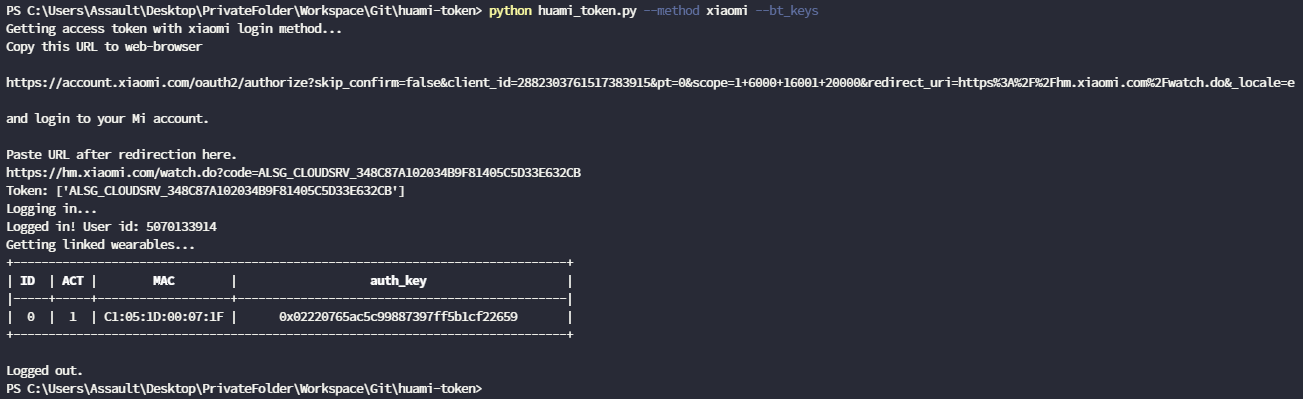 PS C:\Users\Assault\Desktop\PrivateFolder\Workspace\Git\huami-token> python huami_token.py --method xiaomi --bt_keys
Getting access token with xiaomi login method...
Copy this URL to web-browser
https://account.xiaomi.com/oauth2/authorize?skip_confirm=false&client_id=2882303761517383915&pt=0&scope=1+6000+16001+20000&redirect_uri=https%3A%2F%2Fhm.xiaomi.com%2Fwatch.do&_locale=e
and login to your Mi account.
Paste URL after redirection here.
https://hm.xiaomi.com/watch.do?code=ALSG_CLOUDSRV_348C87A102034B9F81405C5D33E632CB
Token: ['ALSG_CLOUDSRV_348C87A102034B9F81405C5D33E632CB']
Logging in...
Logged in! User id: 5070133914
Getting linked wearables...
+-----------------------------------------------------------------------------+
| ID  | ACT |        MAC        |                   auth_key                    |
|-----+-----+-------------------+-----------------------------------------------|
|  0  |  1  | C1:05:1D:00:07:1F |      0x02220765ac5c99887397ff5b1cf22659       |
+-----------------------------------------------------------------------------+
Logged out.
PS C:\Users\Assault\Desktop\PrivateFolder\Workspace\Git\huami-token>